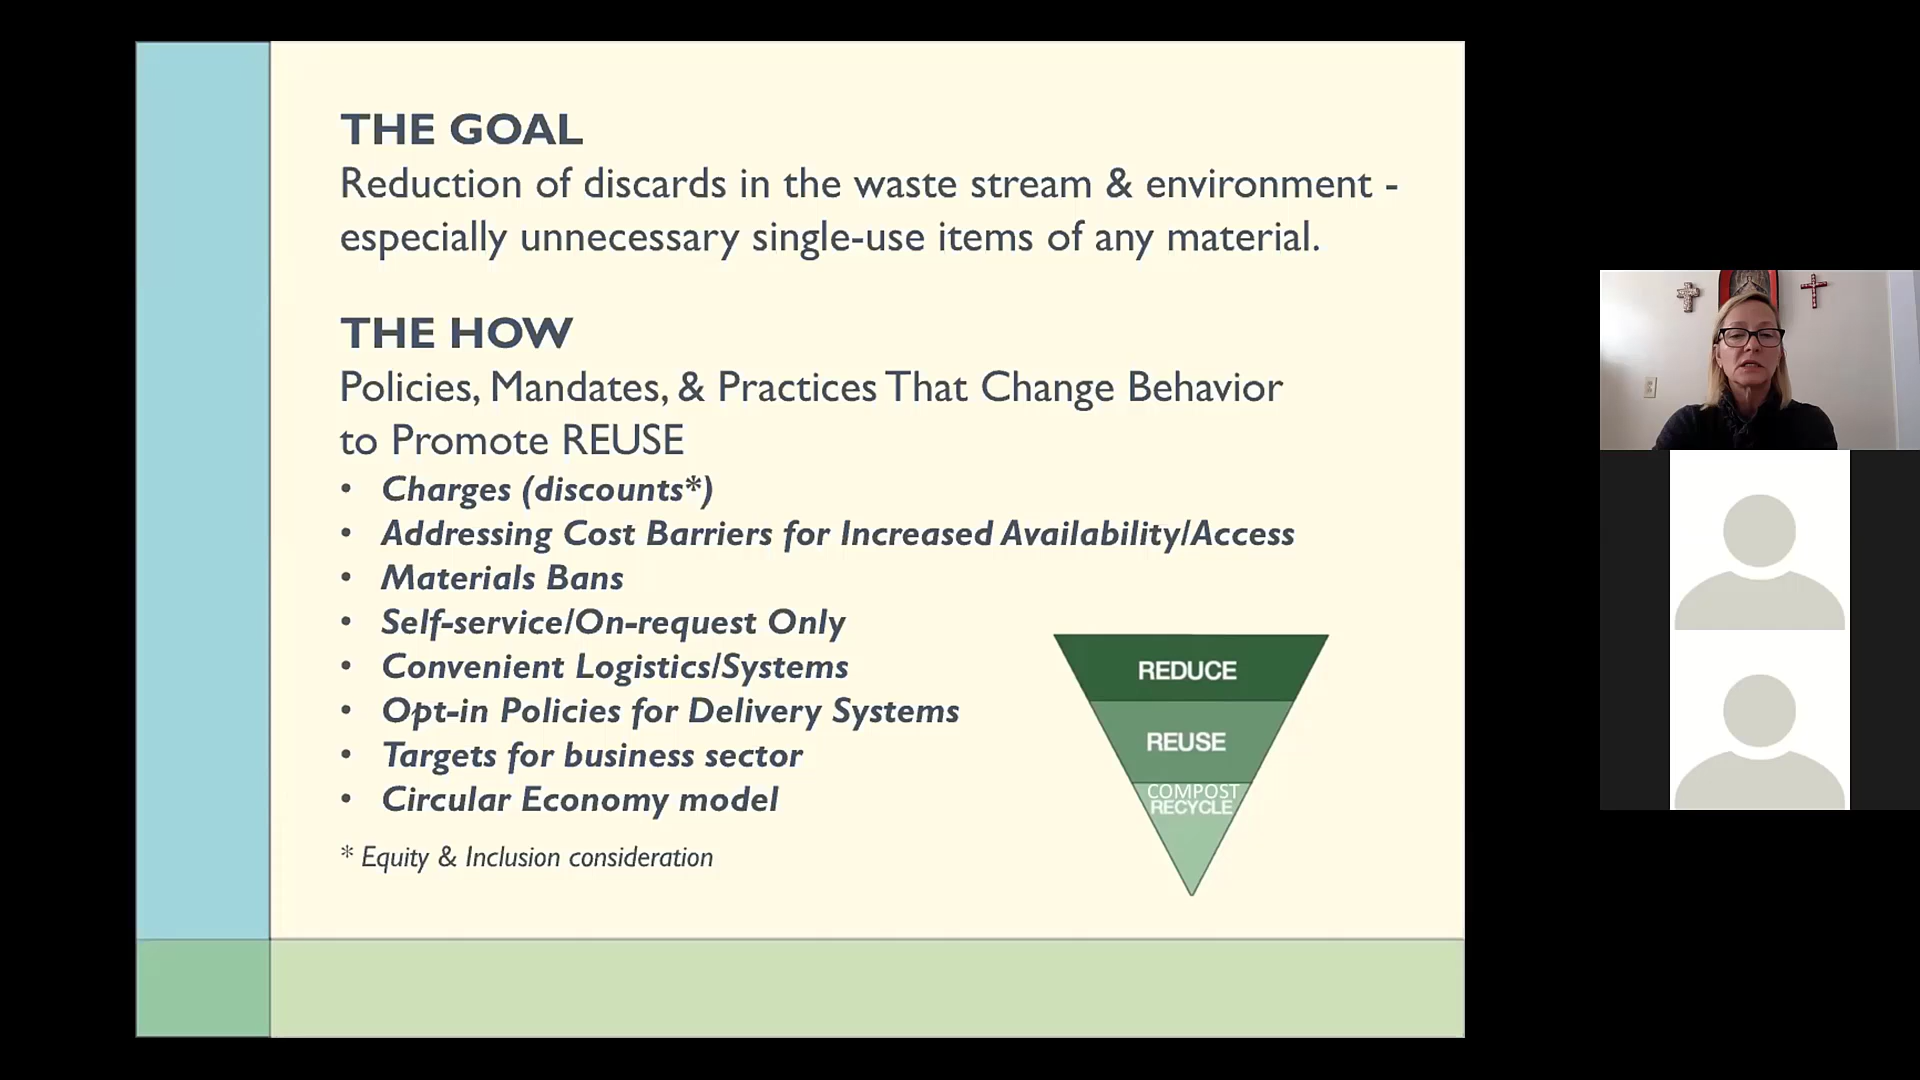 THE GOAL
Reduction of discards in the waste stream & environment -
especially unnecessary single-use items of any material.
THE HOW
Policies, Mandates, & Practices That Change Behavior
to Promote REUSE
• Charges (discounts*)
• Addressing Cost Barriers for Increased Availability/Access
• Materials Bans
• Self-service/On-request Only
• Convenient Logistics/Systems
• Opt-in Policies for Delivery Systems
• Targets for business sector
• Circular Economy model
* Equity & Inclusion consideration
REDUCE
REUSE
COMPOST
RECYCLE